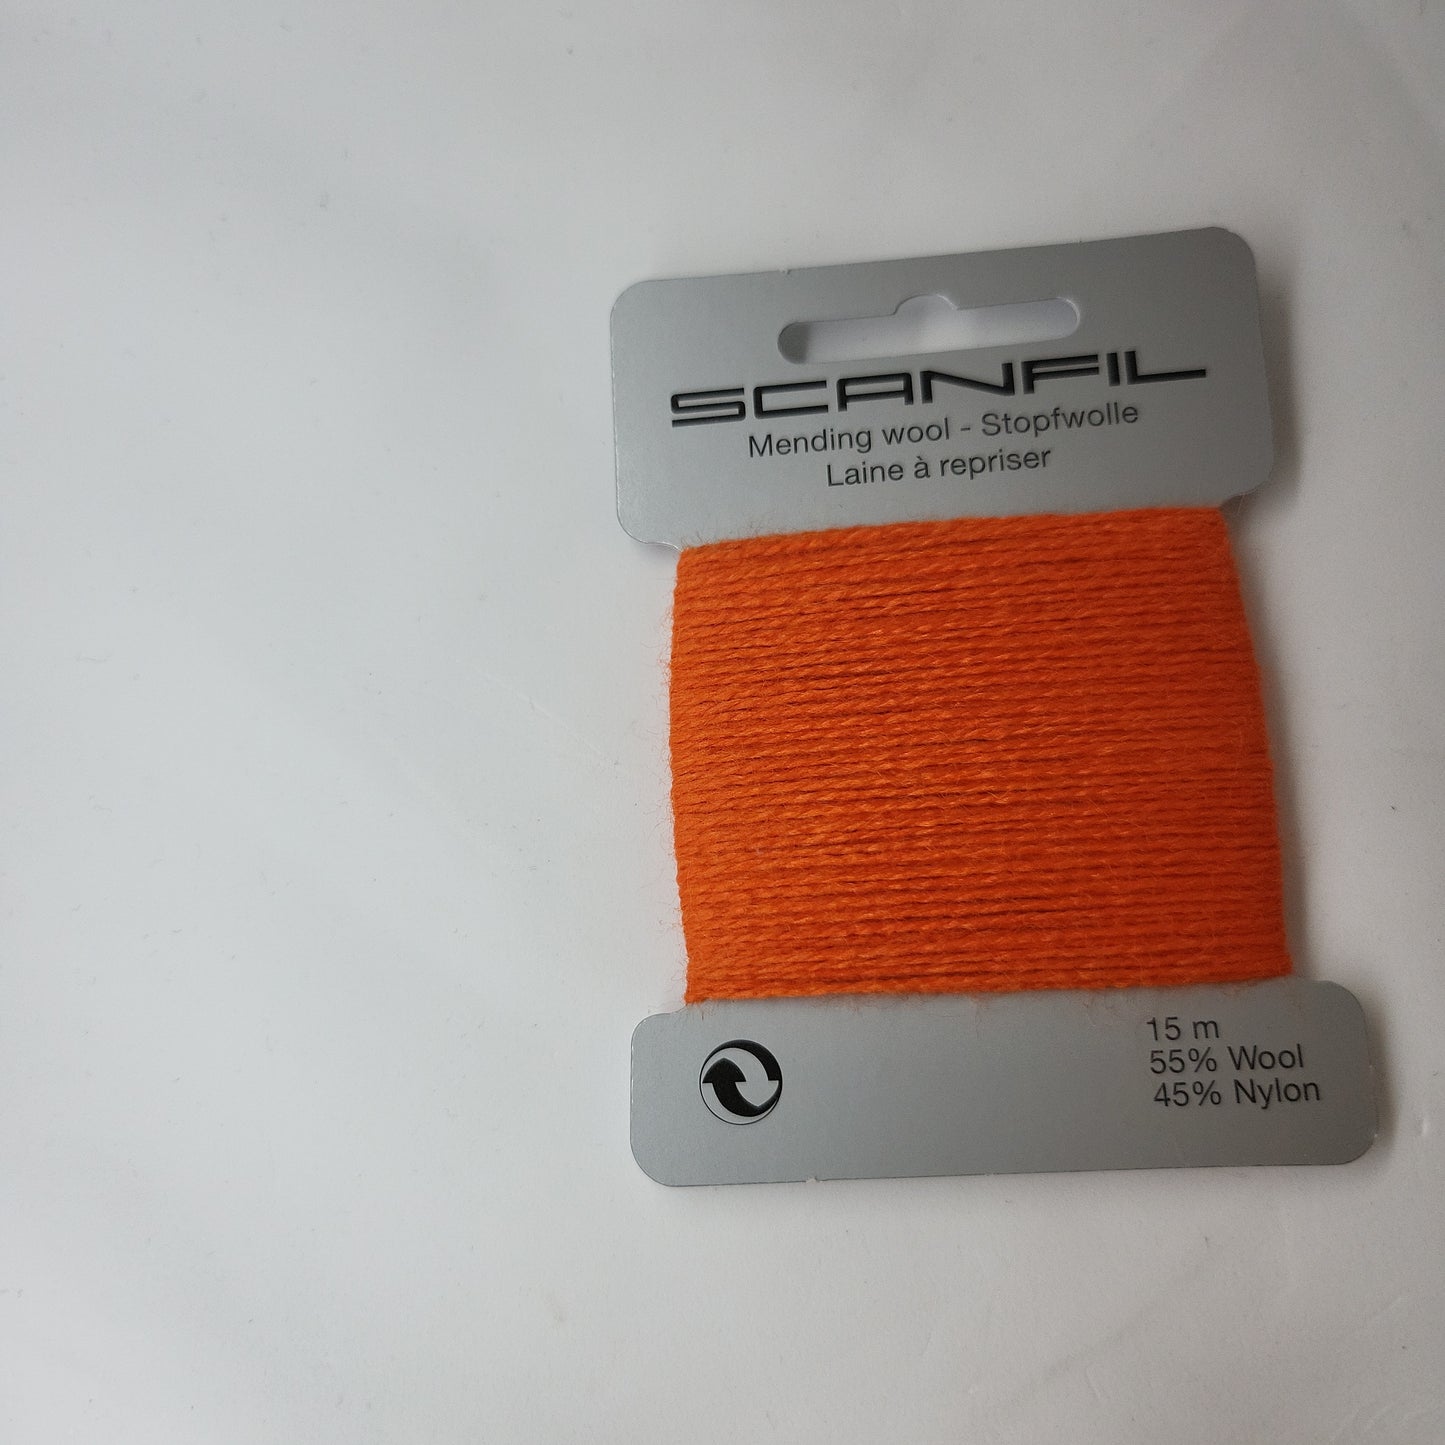 SCANFIL
Mending wool - Stopfwolle
Laine à repriser
15 m
55% Wool
45% Nylon